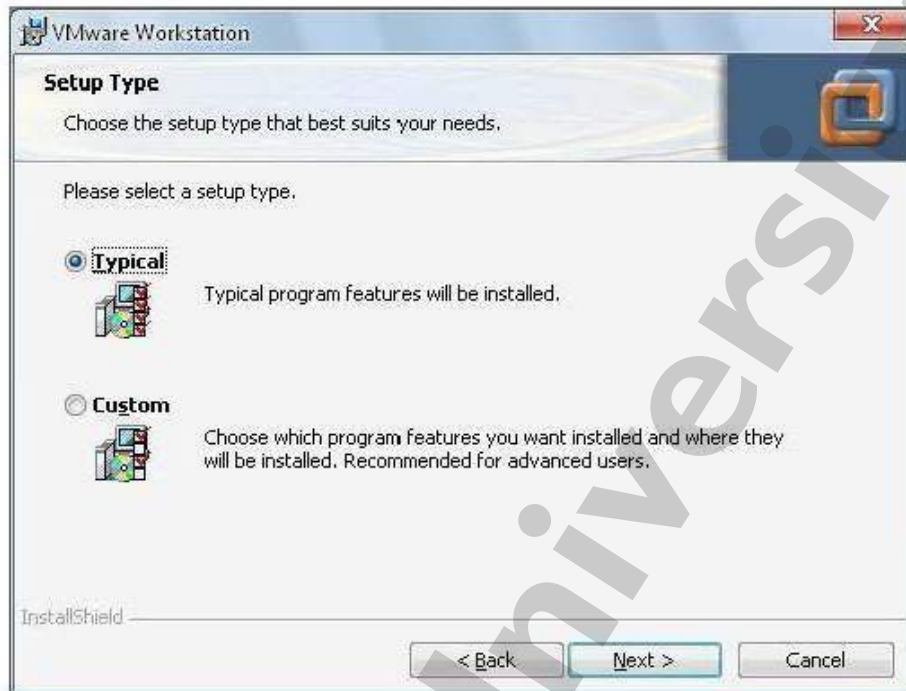 VMware Workstation
Setup Type
Choose the setup type that best suits your needs.
Please select a setup type.
Typical
Typical program features will be installed.
Custom
Choose which program features you want installed and where they
will be installed. Recommended for advanced users.
InstallShield
< Back
Next >
Cancel